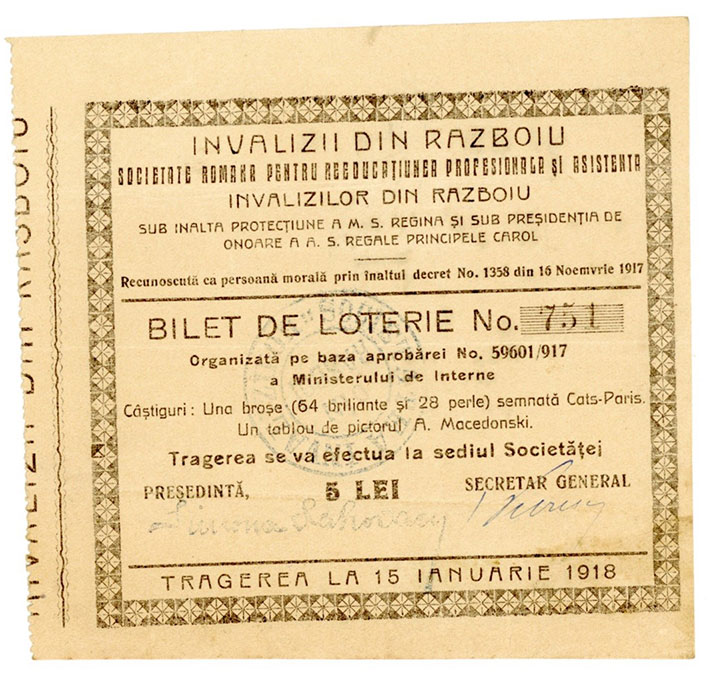 INVALIZII DIN RAZBOIU
SOCIETATE ROMANA PENTRU REEDUCAȚIUNEA PROFESIONALA ȘI ASISTENTA
INVALIZILOR DIN RAZBOIU
SUB INALTA PROTECȚIUNE A M. S. REGINA ȘI SUB PREȘIDENȚIA DE
ONOARE A A. S. REGALE PRINCIPELE CAROL
Recunoscută ca persoană morală prin înaltul decret No. 1358 din 16 Noemvrie 1917
BILET DE LOTERIE No. 751
Organizată pe baza aprobărei No. 59601/917
a Ministerului de Interne
Câștiguri : Una broșe (64 briliante și 28 perle) semnată Cats-Paris.
Un tablou de pictorul A. Macedonski.
Tragerea se va efectua la sediul Societăței
PREȘEDINTĂ, 5 LEI SECRETAR GENERAL
TRAGEREA LA 15 IANUARIE 1918
INVALIZII DIN RĂSBOIU